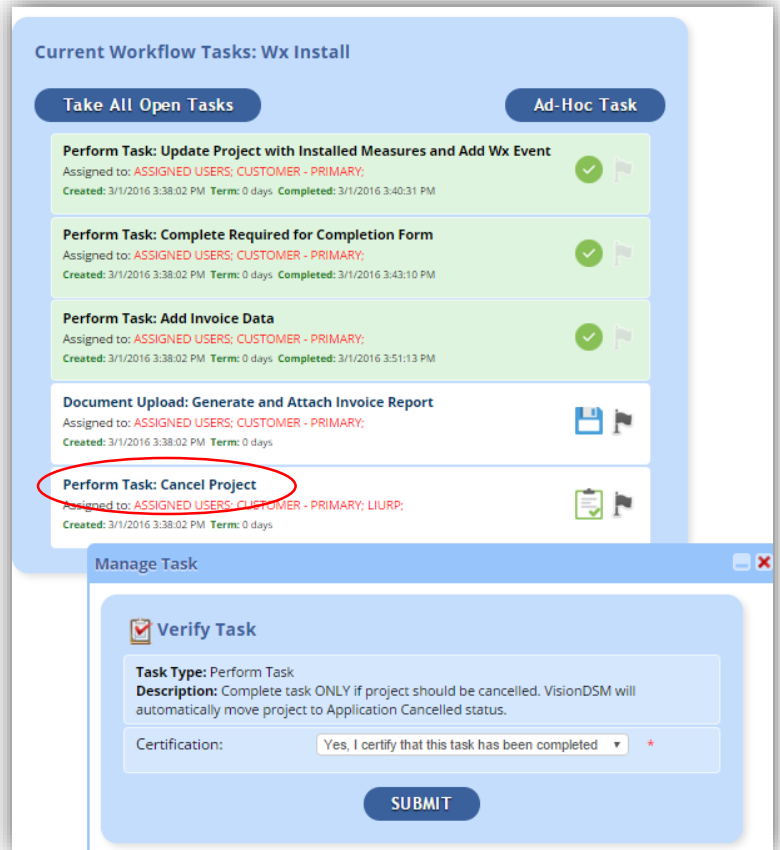 Current Workflow Tasks: Wx Install
Take All Open Tasks
Ad-Hoc Task
Perform Task: Update Project with Installed Measures and Add Wx Event
Assigned to: ASSIGNED USERS; CUSTOMER - PRIMARY;
Created: 3/1/2016 3:38:02 PM Term: 0 days Completed: 3/1/2016 3:40:31 PM
Perform Task: Complete Required for Completion Form
Assigned to: ASSIGNED USERS; CUSTOMER - PRIMARY;
Created: 3/1/2016 3:38:02 PM Term: 0 days Completed: 3/1/2016 3:43:10 PM
Perform Task: Add Invoice Data
Assigned to: ASSIGNED USERS; CUSTOMER - PRIMARY;
Created: 3/1/2016 3:38:02 PM Term: 0 days Completed: 3/1/2016 3:51:13 PM
Document Upload: Generate and Attach Invoice Report
Assigned to: ASSIGNED USERS; CUSTOMER - PRIMARY;
Created: 3/1/2016 3:38:02 PM Term: 0 days
Perform Task: Cancel Project
Assigned to: ASSIGNED USERS; CUSTOMER - PRIMARY; LIURP;
Created: 3/1/2016 3:38:02 PM Term: 0 days
Manage Task
Verify Task
Task Type: Perform Task
Description: Complete task ONLY if project should be cancelled. VisionDSM will
automatically move project to Application Cancelled status.
Certification: Yes, I certify that this task has been completed *
SUBMIT